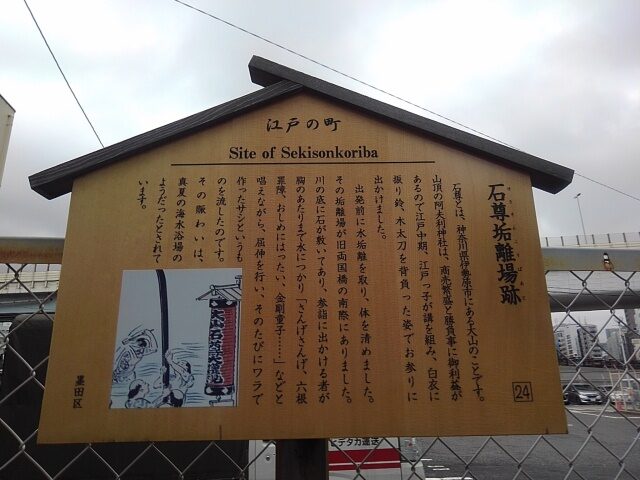 江戸の町
Site of Sekisonkoriba
石尊垢離場跡
石尊とは、神奈川県伊勢原市にある大山のことです。
山頂の阿夫利神社は、商売繁盛と勝負事に御利益が
あるので江戸中期、江戸っ子が講を組み、白衣に
振り鈴、木太刀を背負った姿でお参りに
出かけました。
出発前に水垢離を取り、体を清めました。
その垢離場が旧両国橋の南際にありました。
川の底に石が敷いてあり、参詣に出かける者が
胸のあたりまで水につかり「さんげさんげ、六根
罪障、おしめにはったい、金剛童子……」などと
唱えながら、屈伸を行い、そのたびにワラで
作ったサシというも
のを流したのです。
その賑わいは、
真夏の海水浴場の
ようだったとされて
います。
24
墨田区
ヒデタカ運送